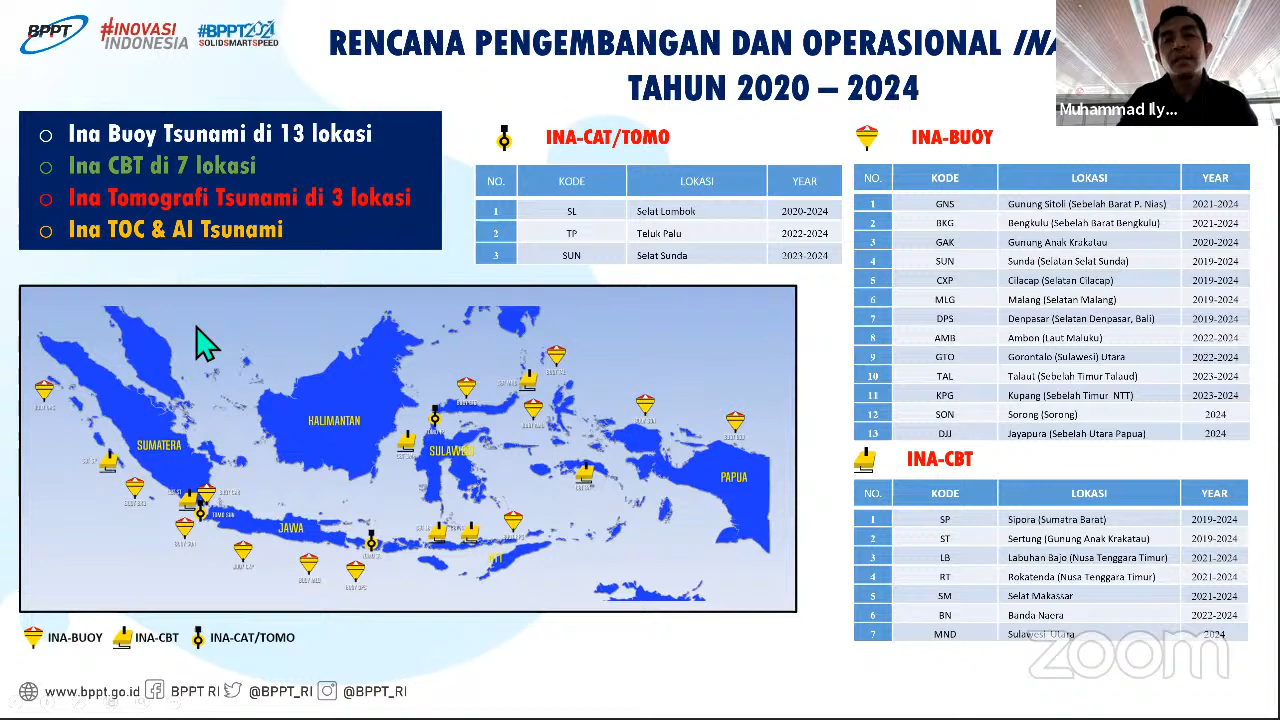 BPPT
#INOVASI
INDONESIA
#BPPT2021
SOLIDSMARTSPEED
RENCANA PENGEMBANGAN DAN OPERASIONAL
TAHUN 2020 – 2024
Muhammad Ily...
Ina Buoy Tsunami di 13 lokasi
Ina CBT di 7 lokasi
Ina Tomografi Tsunami di 3 lokasi
Ina TOC & AI Tsunami
INA-CAT/TOMO
NO. KODE LOKASI YEAR
1 SL Selat Lombok 2020-2024
2 TP Teluk Palu 2022-2024
3 SUN Selat Sunda 2023-2024
INA-BUOY
NO. KODE LOKASI YEAR
1 GNS Gunung Sitoli (Sebelah Barat P. Nias) 2021-2024
2 BKG Bengkulu (Sebelah Barat Bengkulu) 2021-2024
3 GAK Gunung Anak Krakatau 2020-2024
4 SUN Sunda (Selatan Selat Sunda) 2019-2024
5 CXP Cilacap (Selatan Cilacap) 2019-2024
6 MLG Malang (Selatan Malang) 2019-2024
7 DPS Denpasar (Selatan Denpasar, Bali) 2019-2024
8 AMB Ambon (Laut Maluku) 2022-2024
9 GTO Gorontalo (Sulawesi) Utara 2022-2024
10 TAL Talaut (Sebelah Timur Talaud) 2023-2024
11 KPG Kupang (Sebelah Timur NTT) 2023-2024
12 SON Sorong (Sorong) 2024
13 DJJ Jayapura (Sebelah Utara Papua) 2024
INA-CBT
NO. KODE LOKASI YEAR
1 SP Sipora (Sumatra Barat) 2019-2024
2 ST Sertung (Gunung Anak Krakatau) 2019-2024
3 LB Labuhan Bajo (Nusa Tenggara Timur) 2021-2024
4 RT Rokatenda (Nusa Tenggara Timur) 2021-2024
5 SM Selat Makassar 2021-2024
6 BN Banda Naera 2022-2024
7 MND Sulawesi Utara 2024
SUMATERA
KALIMANTAN
SULAWESI
PAPUA
JAWA
NTT
TOMO SUN
INA-BUOY INA-CBT INA-CAT/TOMO
www.bppt.go.id BPPT RI @BPPT_RI @BPPT_RI
zoom